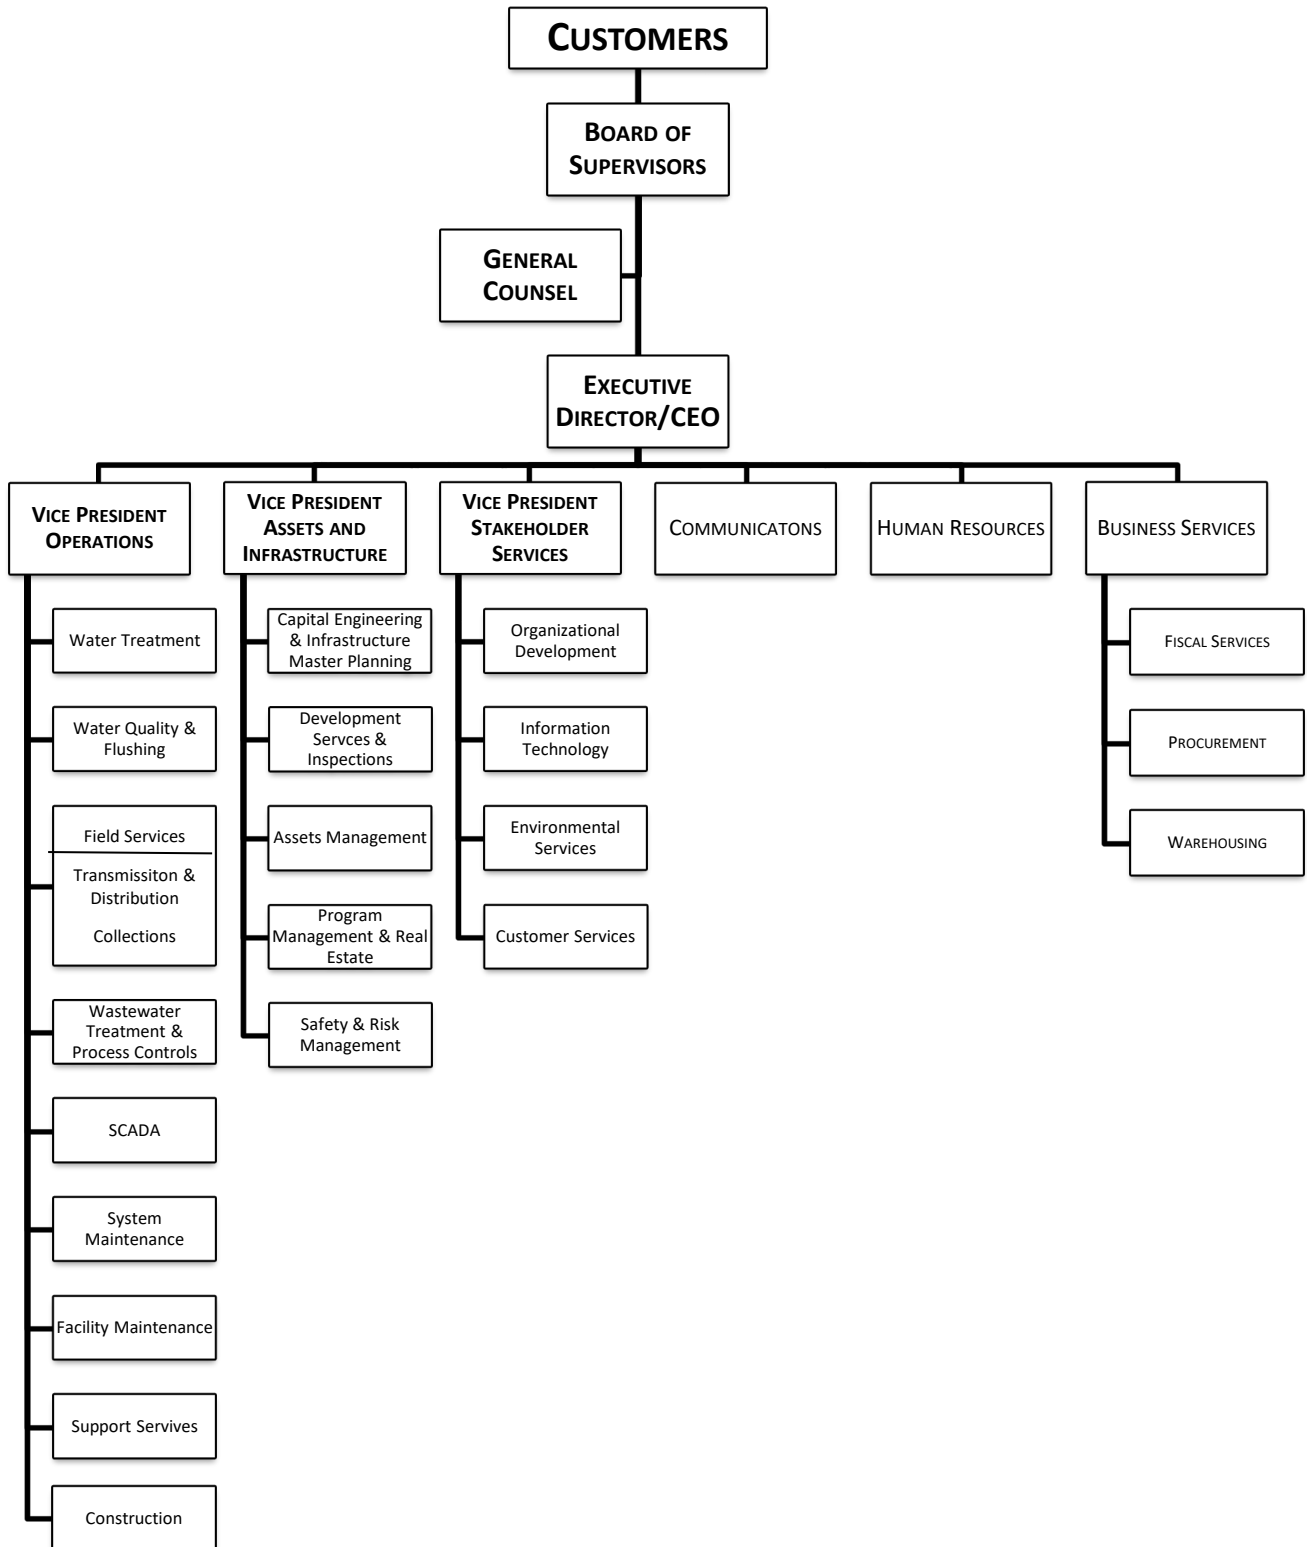 CUSTOMERS
BOARD OF
SUPERVISORS
GENERAL
COUNSEL
EXECUTIVE
DIRECTOR/CEO
VICE PRESIDENT
OPERATIONS
VICE PRESIDENT
ASSETS AND
INFRASTRUCTURE
VICE PRESIDENT
STAKEHOLDER
SERVICES
COMMUNICATONS
HUMAN RESOURCES
BUSINESS SERVICES
Water Treatment
Water Quality &
Flushing
Field Services
Transmissiton &
Distribution
Collections
Wastewater
Treatment &
Process Controls
SCADA
System
Maintenance
Facility Maintenance
Support Servives
Construction
Capital Engineering
& Infrastructure
Master Planning
Development
Servces &
Inspections
Assets Management
Program
Management & Real
Estate
Safety & Risk
Management
Organizational
Development
Information
Technology
Environmental
Services
Customer Services
FISCAL SERVICES
PROCUREMENT
WAREHOUSING